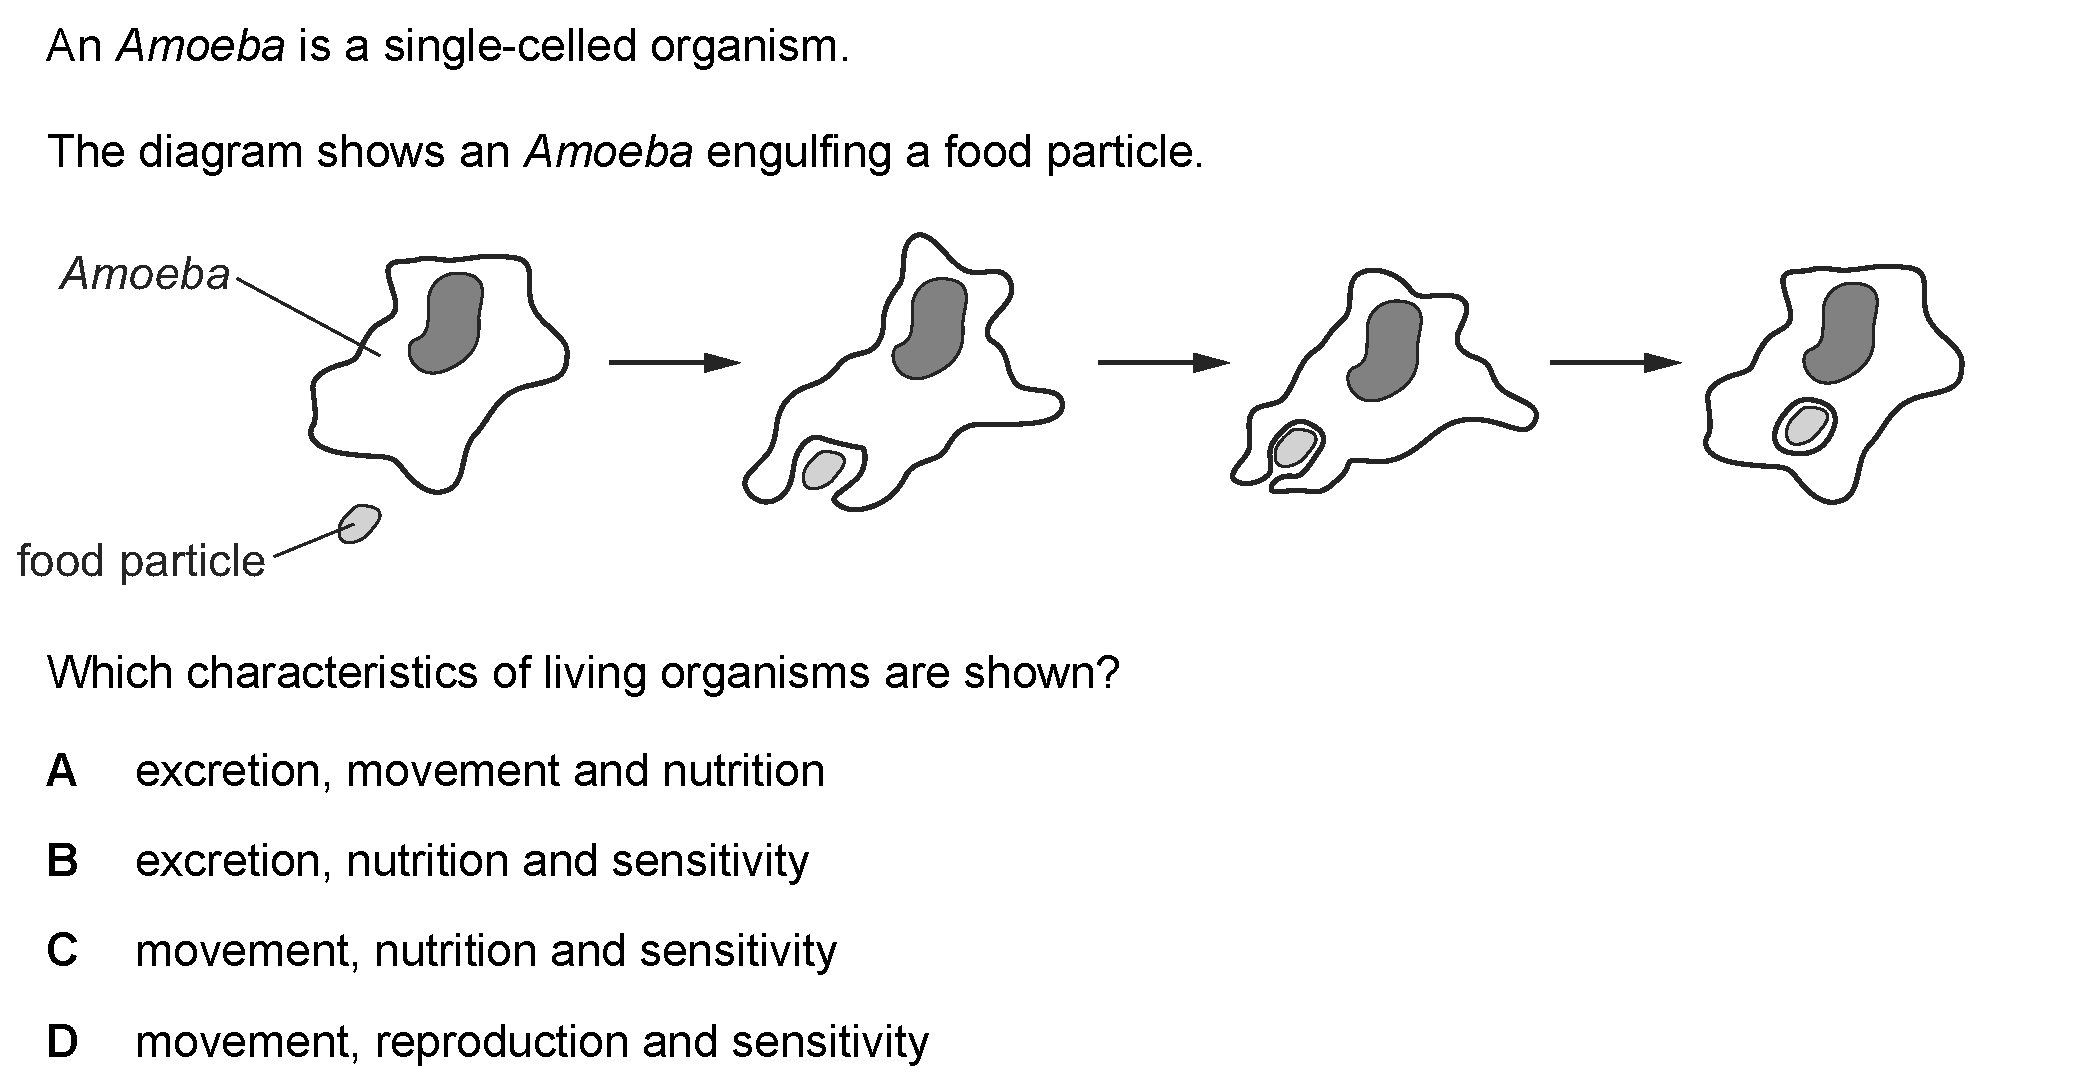 An Amoeba is a single-celled organism.
The diagram shows an Amoeba engulfing a food particle.
Amoeba
food particle
Which characteristics of living organisms are shown?
A excretion, movement and nutrition
B excretion, nutrition and sensitivity
C movement, nutrition and sensitivity
D movement, reproduction and sensitivity